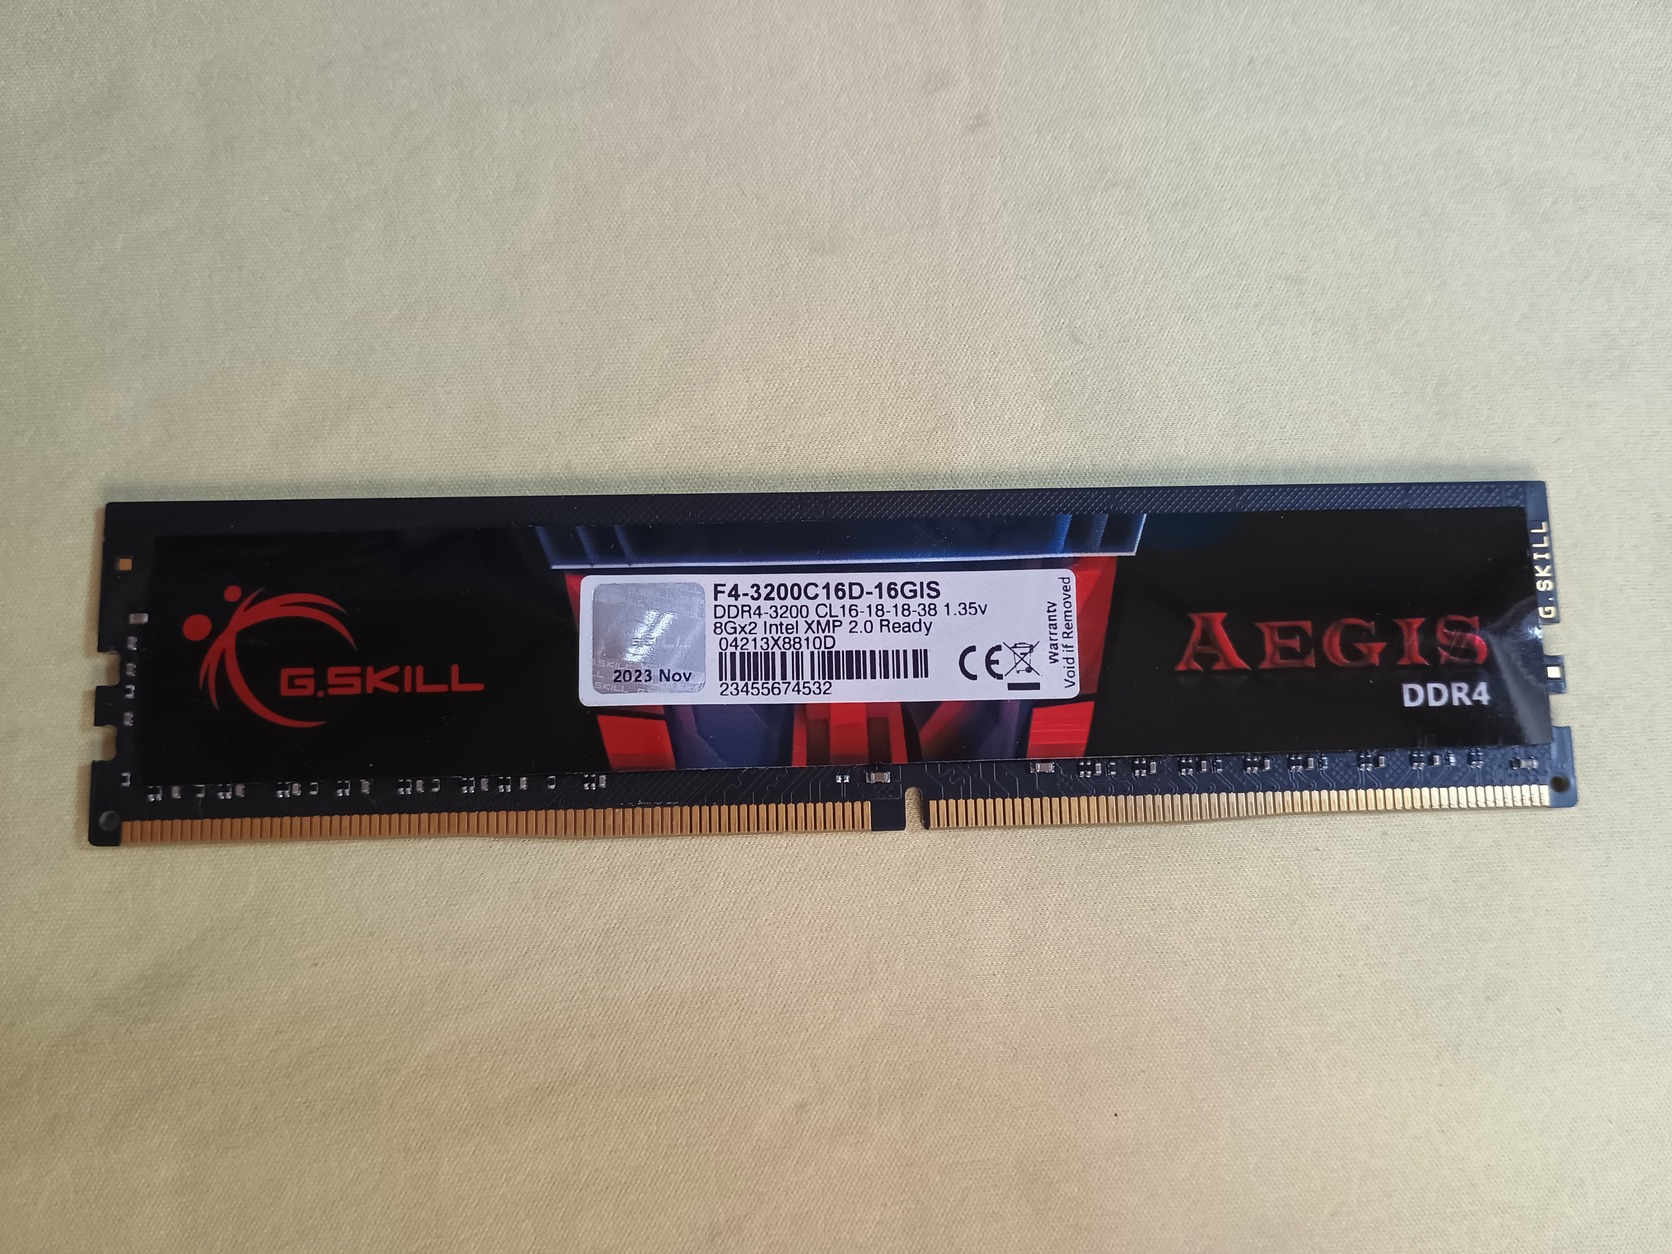 G.SKILL
2023 Nov
F4-3200C16D-16GIS
DDR4-3200 CL16-18-18-38 1.35v
8Gx2 Intel XMP 2.0 Ready
04213X8810D
23455674532
CE
Warranty
Void if Removed
AEGIS
DDR4
G.SKILL